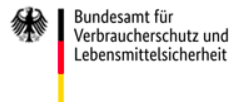 Bundesamt für
Verbraucherschutz und
Lebensmittelsicherheit